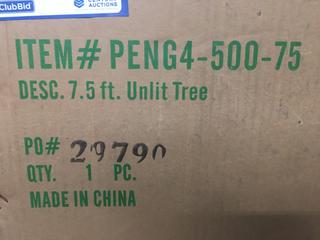 ClubBid
AUCTIONS
ITEM# PENG4-500-75
DESC. 7.5 ft. Unlit Tree
PO# 29790
QTY. 1 PC.
MADE IN CHINA